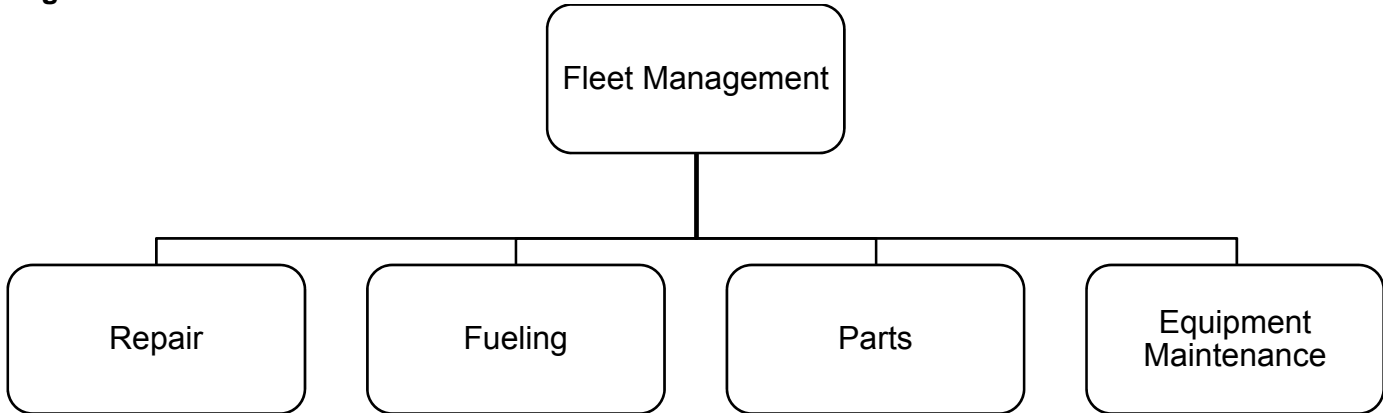 Fleet Management
Repair
Fueling
Parts
Equipment
Maintenance